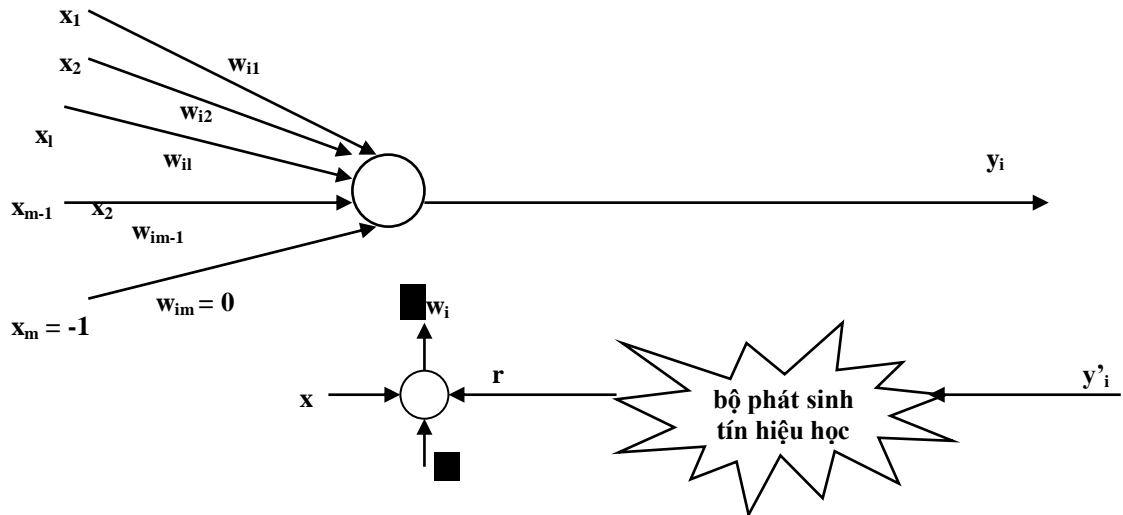 x₁
w_i1
x₂
w_i2
x_l
w_il
y_i
x_m-1 x₂
w_im-1
w_im = 0
w_i
x_m = -1
x
r
bộ phát sinh
tín hiệu học
y'_i